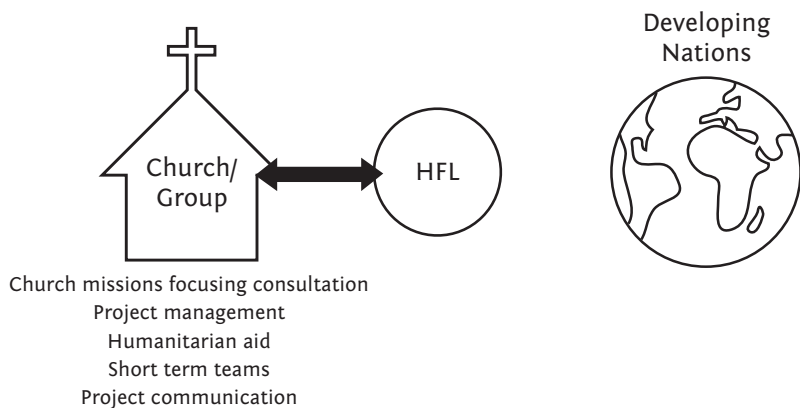 Developing
Nations
Church/
Group
HFL
Church missions focusing consultation
Project management
Humanitarian aid
Short term teams
Project communication